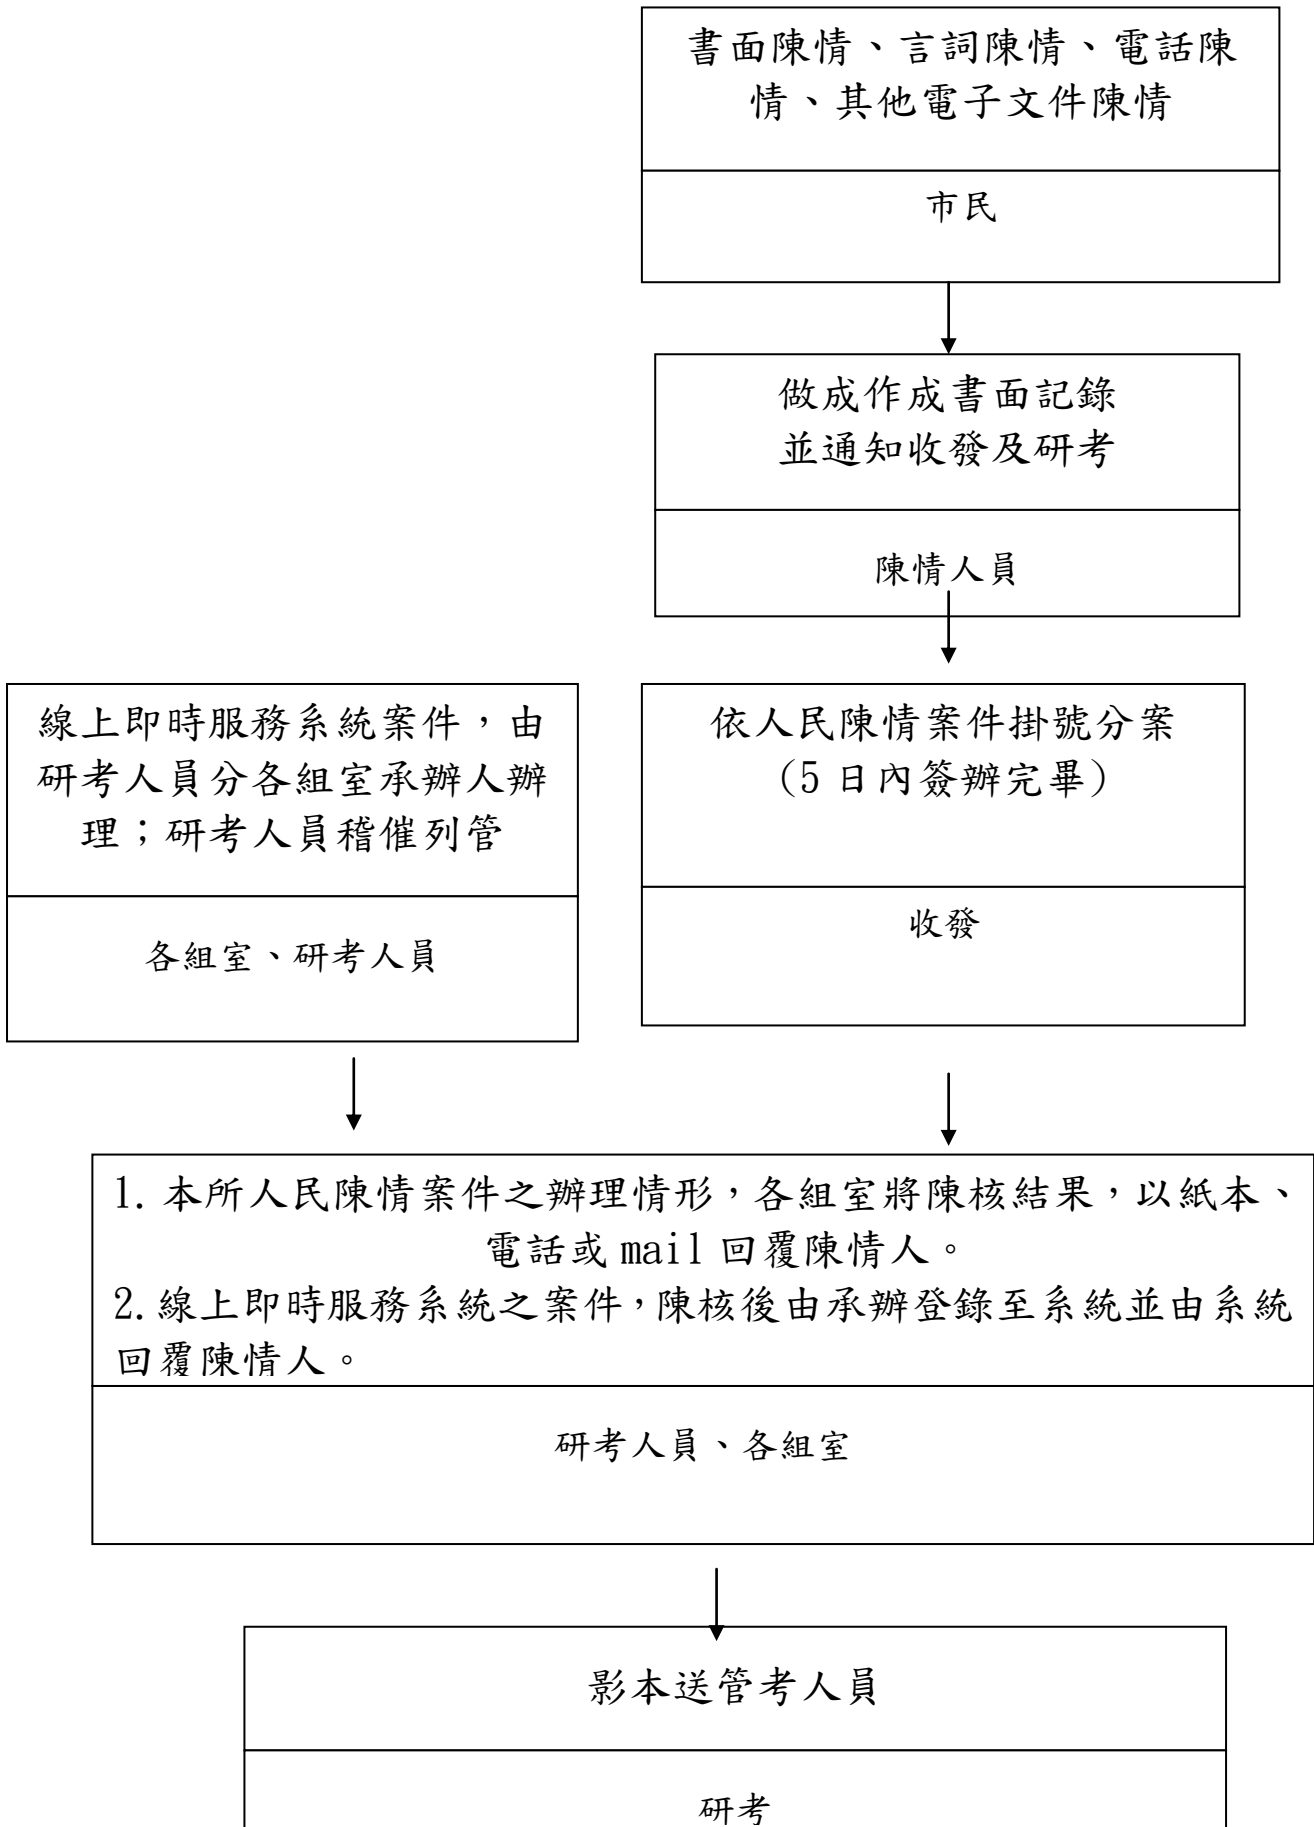 書面陳情、言詞陳情、電話陳
情、其他電子文件陳情
市民
做成作成書面記錄
並通知收發及研考
陳情人員
線上即時服務系統案件，由
研考人員分各組室承辦人辦
理；研考人員稽催列管
各組室、研考人員
依人民陳情案件掛號分案
(5 日內簽辦完畢)
收發
1. 本所人民陳情案件之辦理情形，各組室將陳核結果，以紙本、
電話或 mail 回覆陳情人。
2. 線上即時服務系統之案件，陳核後由承辦登錄至系統並由系統
回覆陳情人。
研考人員、各組室
影本送管考人員
研考